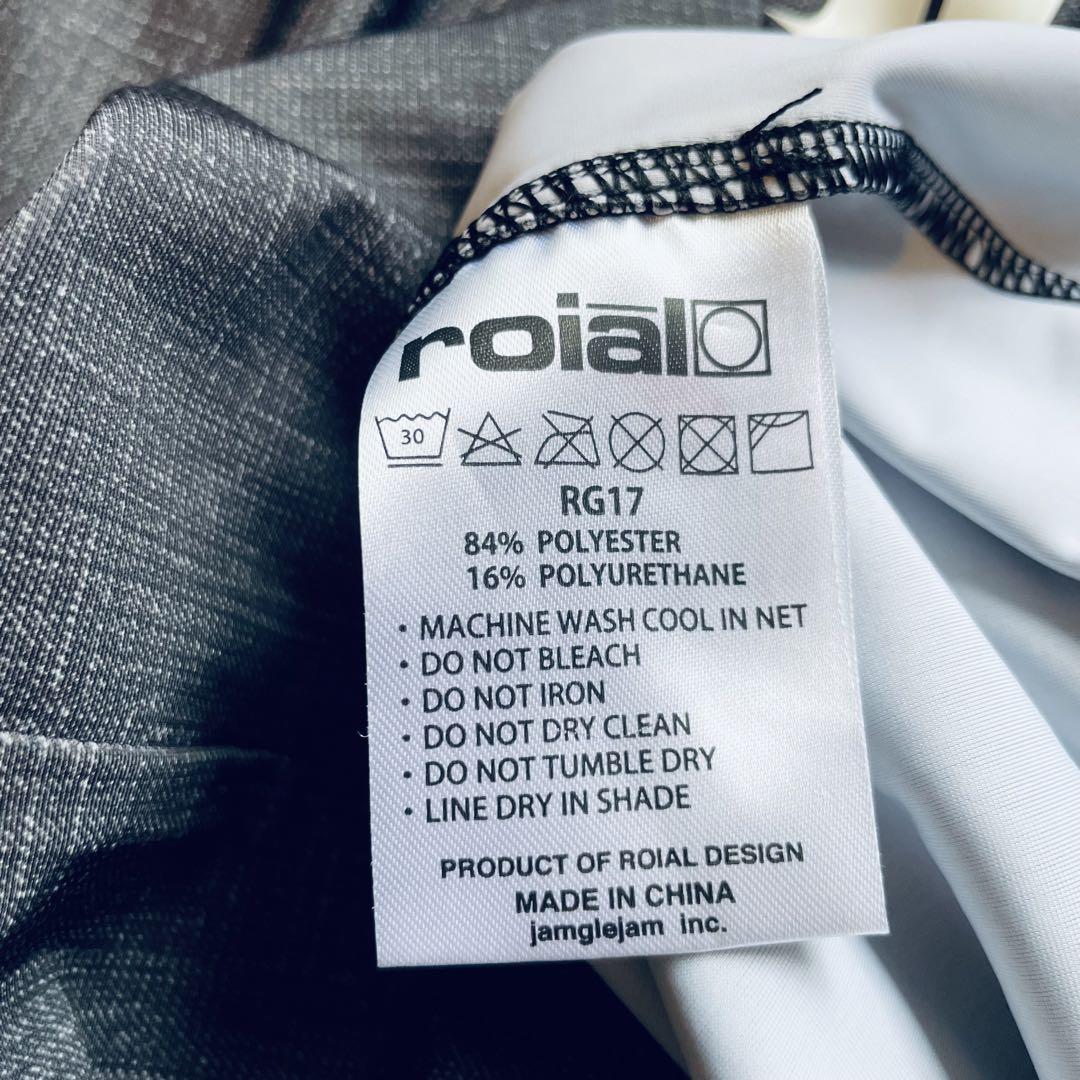 roial
30
RG17
84% POLYESTER
16% POLYURETHANE
• MACHINE WASH COOL IN NET
• DO NOT BLEACH
• DO NOT IRON
• DO NOT DRY CLEAN
• DO NOT TUMBLE DRY
• LINE DRY IN SHADE
PRODUCT OF ROIAL DESIGN
MADE IN CHINA
jamglejam inc.